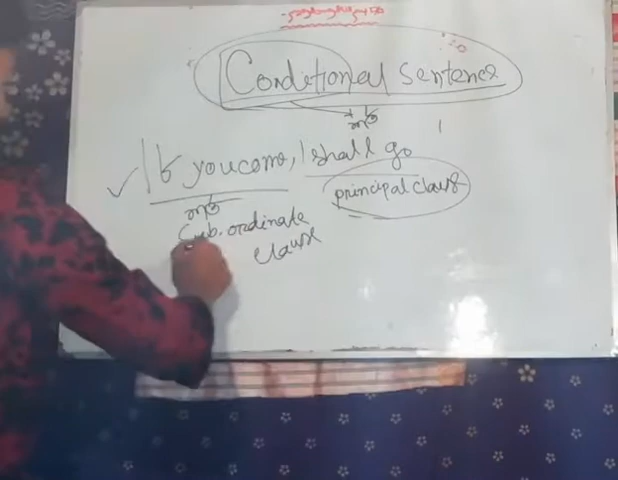 Conditional Sentence
শর্ত
If you come, I shall go
শর্ত
principal clause
Sub. ordinate
clause